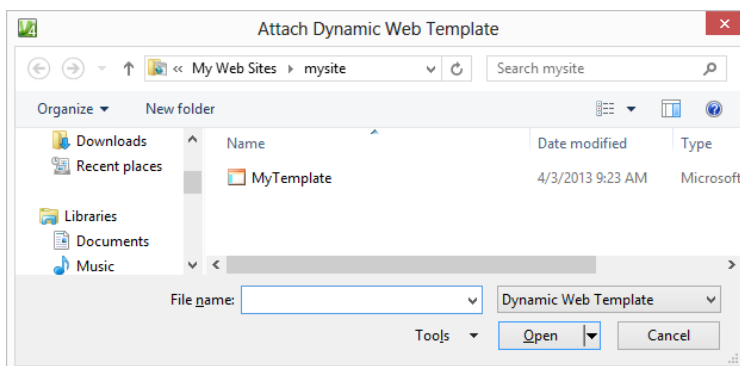 Attach Dynamic Web Template
« My Web Sites mysite
Search mysite
Organize
New folder
Downloads
Recent places
Libraries
Documents
Music
Name
Date modified
Type
MyTemplate
4/3/2013 9:23 AM
Microsoft
File name:
Dynamic Web Template
Tools
Open
Cancel